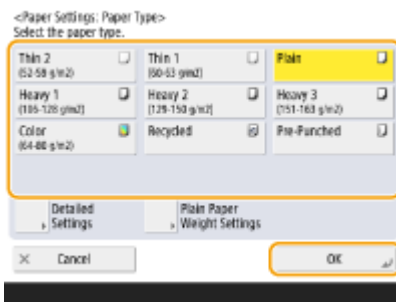 <Paper Settings: Paper Type>
Select the paper type.
Thin 2
(52-59 g/m2)
Thin 1
(60-63 g/m2)
Plain
Heavy 1
(106-128 g/m2)
Heavy 2
(129-150 g/m2)
Heavy 3
(151-163 g/m2)
Color
(64-80 g/m2)
Recycled
Pre-Punched
Detailed
Settings
Plain Paper
Weight Settings
Cancel
OK